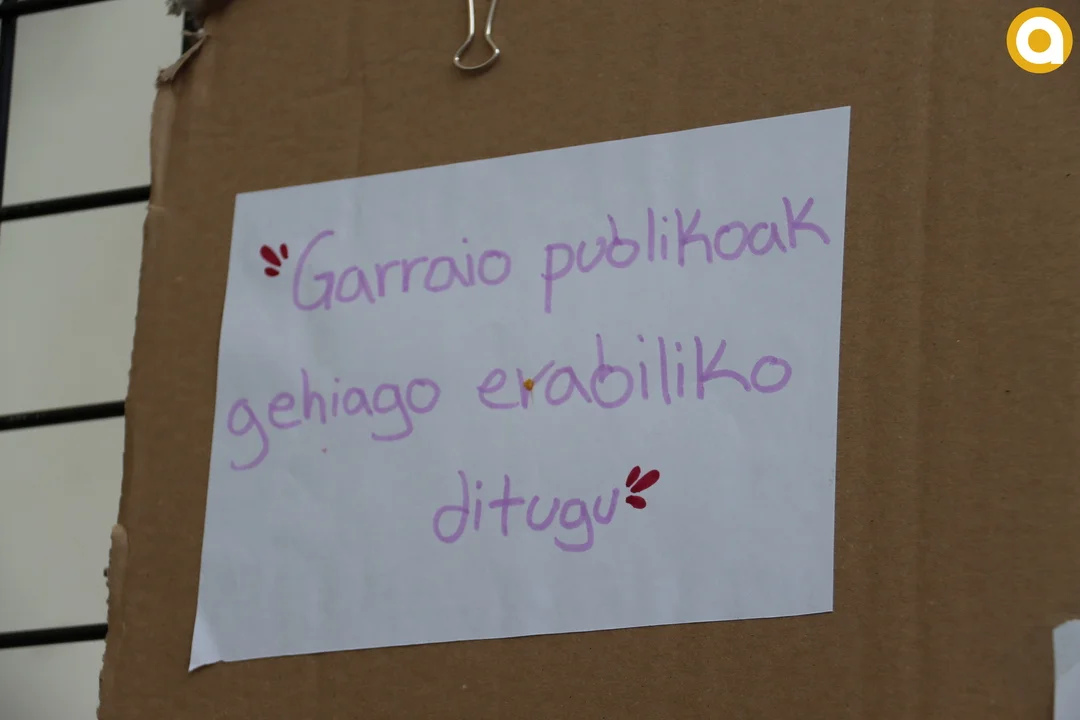 Garraio publikoak
gehiago erabiliko
ditugu
a